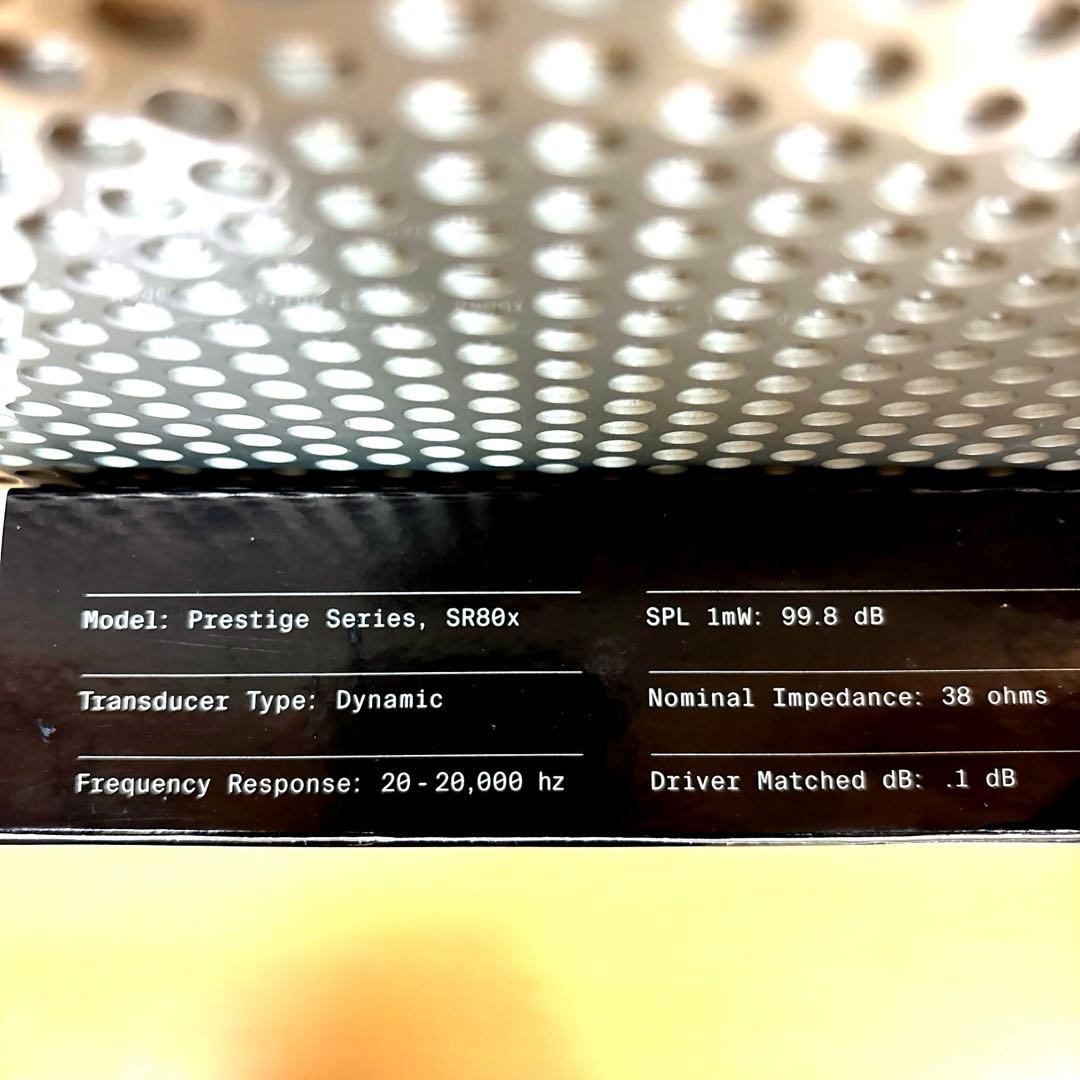 Model: Prestige Series, SR80x
Transducer Type: Dynamic
Frequency Response: 20-20,000 hz
SPL 1mW: 99.8 dB
Nominal Impedance: 38 ohms
Driver Matched dB: .1 dB